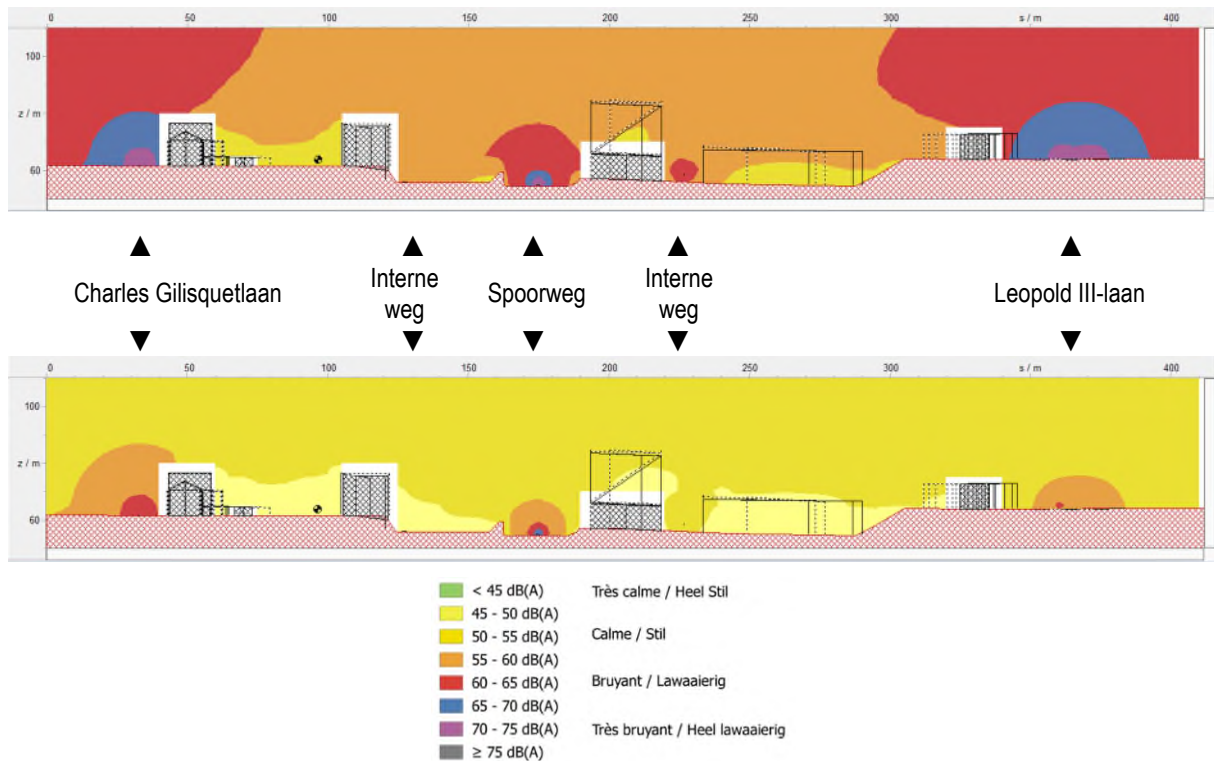 0 50 100 150 200 250 300 s / m 400
100
z / m
60
Charles Gilisquetlaan
Interne
weg
Spoorweg
Interne
weg
Leopold III-laan
0 50 100 150 200 250 300 s / m 400
100
z / m
60
< 45 dB(A) Très calme / Heel Stil
45 - 50 dB(A)
50 - 55 dB(A) Calme / Stil
55 - 60 dB(A)
60 - 65 dB(A) Bruyant / Lawaaierig
65 - 70 dB(A)
70 - 75 dB(A) Très bruyant / Heel lawaaierig
≥ 75 dB(A)